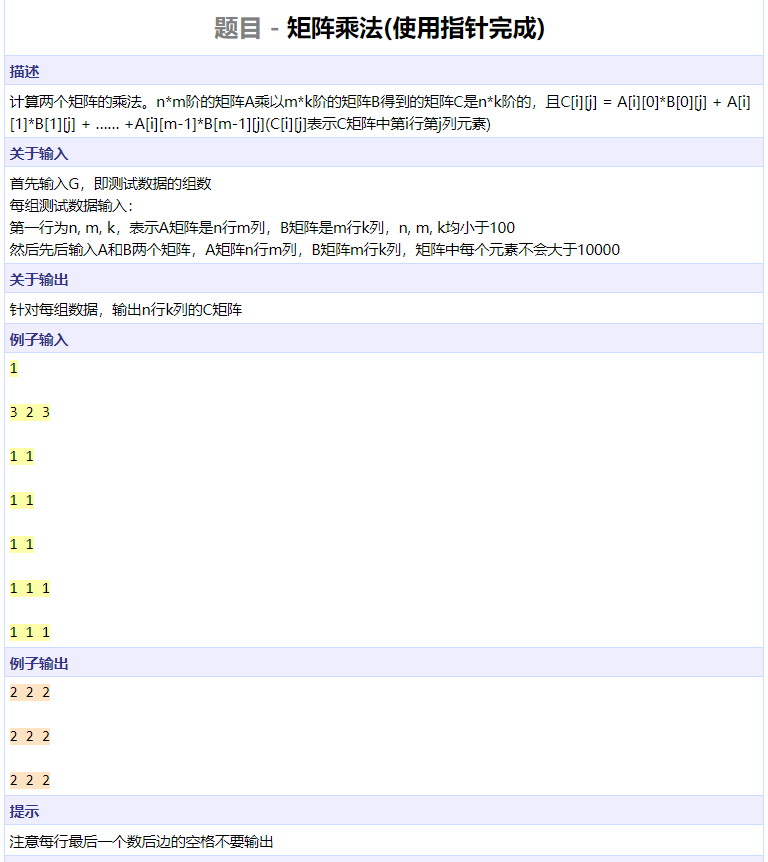 题目 - 矩阵乘法(使用指针完成)
描述
计算两个矩阵的乘法。n*m阶的矩阵A乘以m*k阶的矩阵B得到的矩阵C是n*k阶的，且C[i][j] = A[i][0]*B[0][j] + A[i]
[1]*B[1][j] + …… +A[i][m-1]*B[m-1][j](C[i][j]表示C矩阵中第i行第j列元素)
关于输入
首先输入G，即测试数据的组数
每组测试数据输入：
第一行为n, m, k，表示A矩阵是n行m列，B矩阵是m行k列，n, m, k均小于100
然后先后输入A和B两个矩阵，A矩阵n行m列，B矩阵m行k列，矩阵中每个元素不会大于10000
关于输出
针对每组数据，输出n行k列的C矩阵
例子输入
1
3 2 3
1 1
1 1
1 1
1 1 1
1 1 1
例子输出
2 2 2
2 2 2
2 2 2
提示
注意每行最后一个数后边的空格不要输出